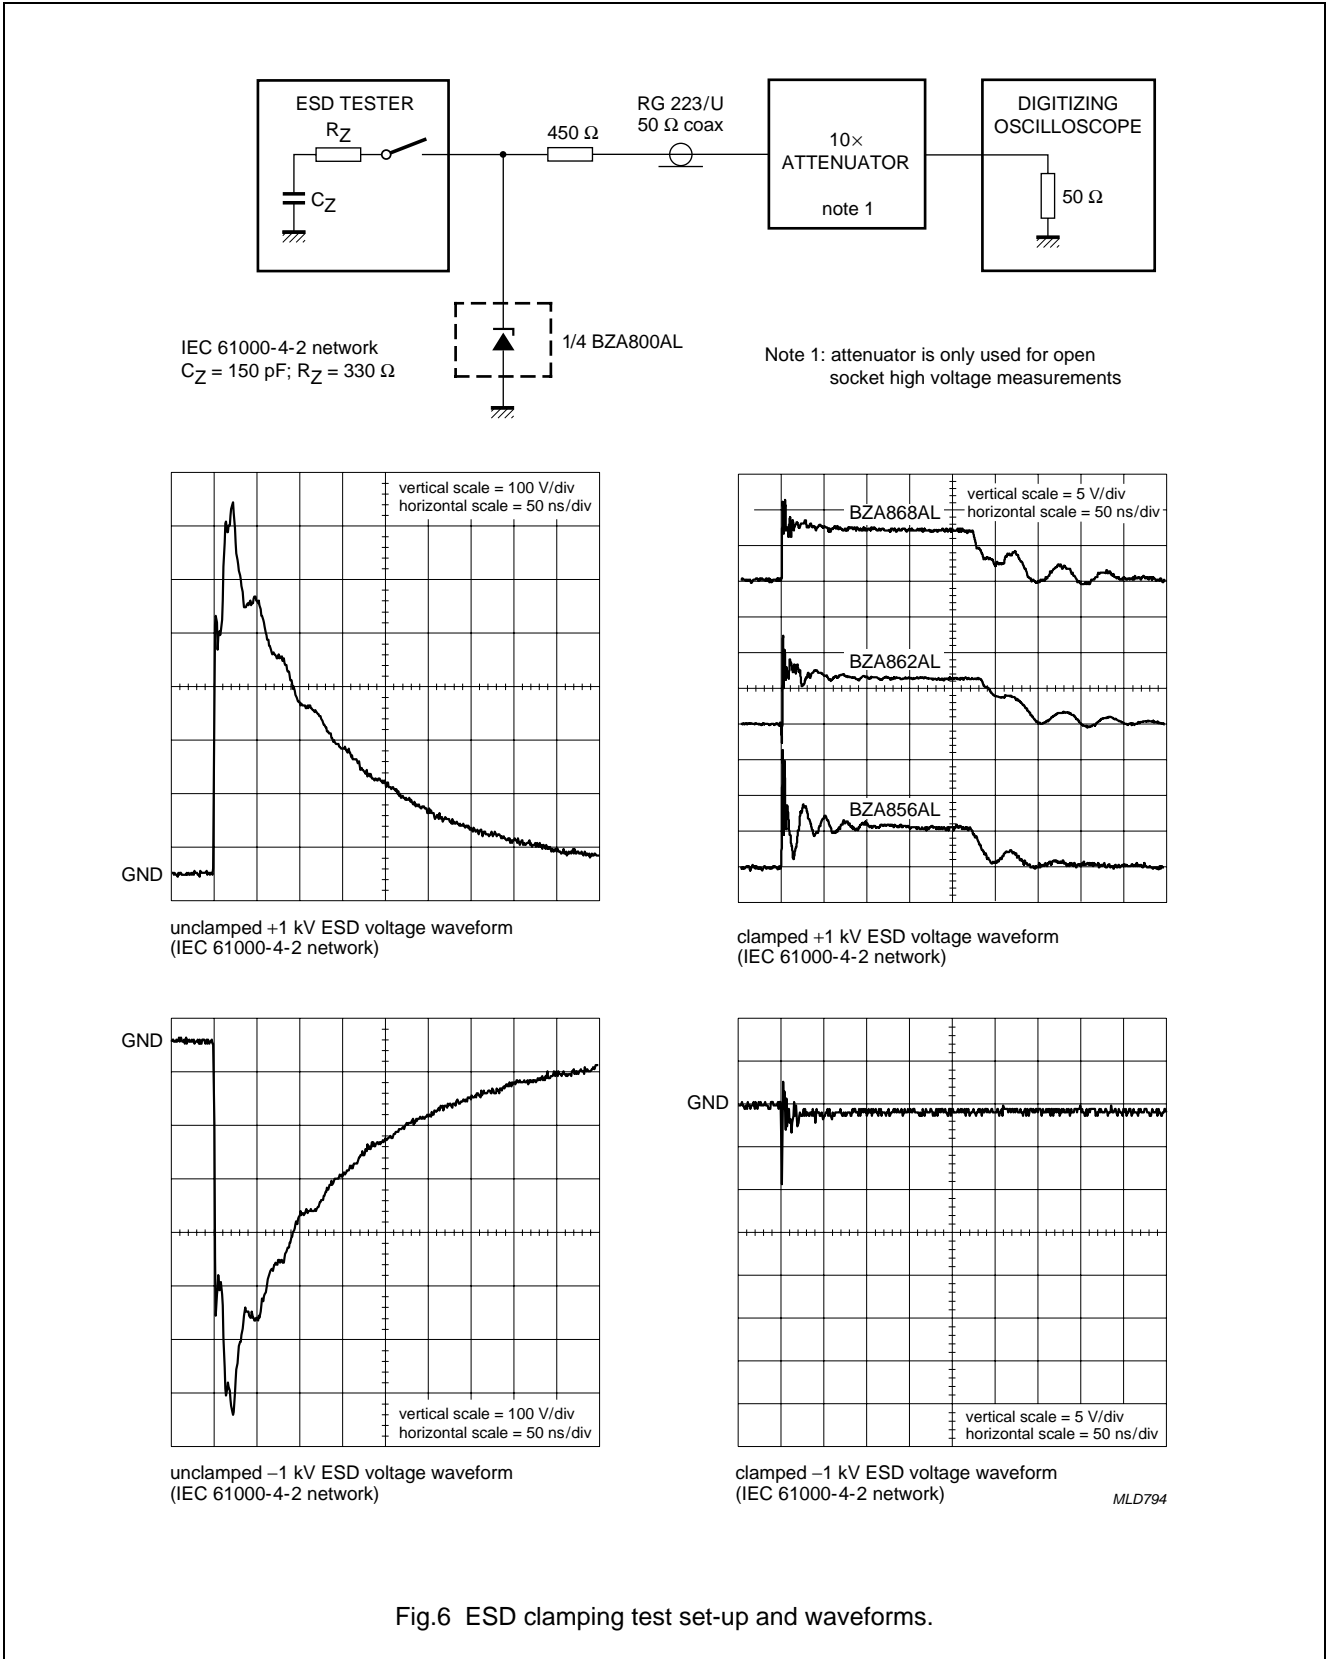 ESD TESTER
RZ
CZ
450 Ω
RG 223/U
50 Ω coax
10×
ATTENUATOR
note 1
DIGITIZING
OSCILLOSCOPE
50 Ω
1/4 BZA800AL
IEC 61000-4-2 network
CZ = 150 pF; RZ = 330 Ω
Note 1: attenuator is only used for open
socket high voltage measurements
vertical scale = 100 V/div
horizontal scale = 50 ns/div
GND
unclamped +1 kV ESD voltage waveform
(IEC 61000-4-2 network)
vertical scale = 5 V/div
horizontal scale = 50 ns/div
BZA868AL
BZA862AL
BZA856AL
clamped +1 kV ESD voltage waveform
(IEC 61000-4-2 network)
GND
vertical scale = 100 V/div
horizontal scale = 50 ns/div
unclamped −1 kV ESD voltage waveform
(IEC 61000-4-2 network)
GND
vertical scale = 5 V/div
horizontal scale = 50 ns/div
clamped −1 kV ESD voltage waveform
(IEC 61000-4-2 network)
MLD794
Fig.6 ESD clamping test set-up and waveforms.